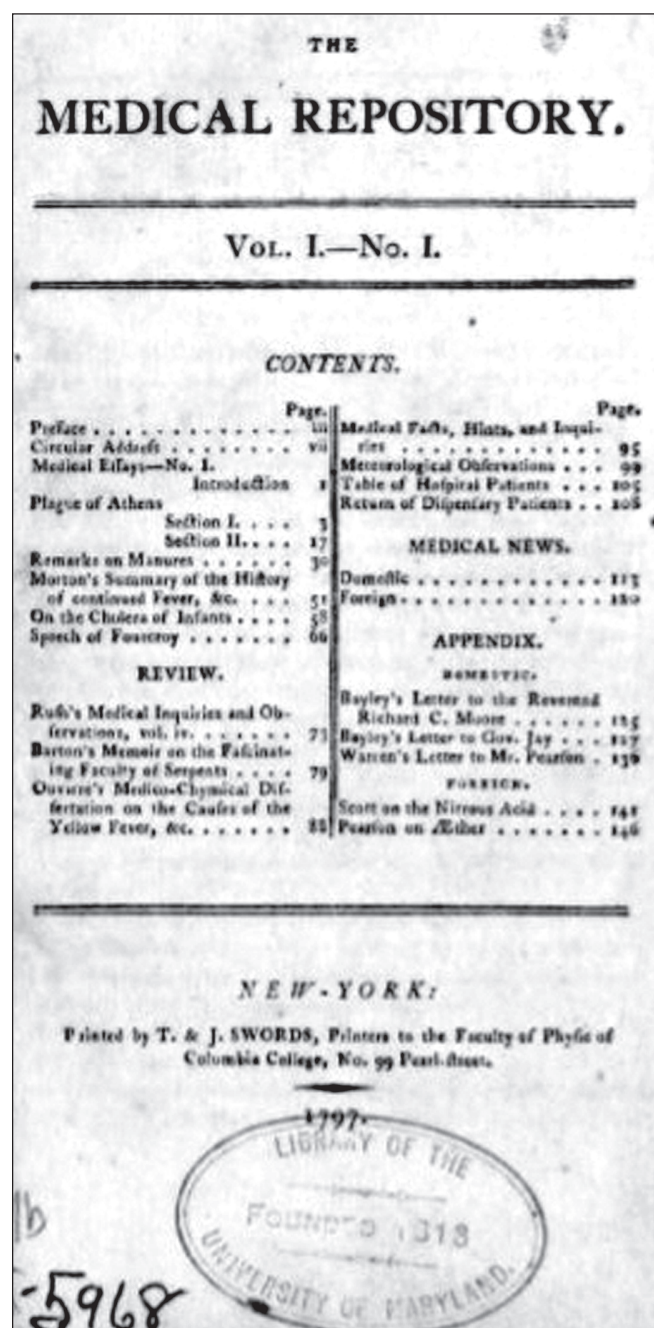 THE
MEDICAL REPOSITORY.
VOL. I.—No. I.
CONTENTS.
Page.
Preface . . . . . . . . . . . . . iii
Circular Addreſs . . . . . . . . vii
Medical Eſſays—No. I.
Introduction 1
Plague of Athens
Section I. . . . 3
Section II. . . . 17
Remarks on Manures . . . . . 30
Morton's Summary of the Hiſtory
of continued Fever, &c. . . . 51
On the Cholera of Infants . . . . 58
Speech of Fourcroy . . . . . . . 66
REVIEW.
Ruſh's Medical Inquiries and Ob-
ſervations, vol. iv. . . . . . . . 73
Barton's Memoir on the Faſcinat-
ing Faculty of Serpents . . . . 79
Ouviere's Medico-Chymical Diſ-
ſertation on the Cauſes of the
Yellow Fever, &c. . . . . . . 88
Page.
Medical Facts, Hints, and Inqui-
ries . . . . . . . . . . . . . . 95
Meteorological Obſervations . . . 99
Table of Hoſpital Patients . . . 105
Return of Diſpenſary Patients . . 108
MEDICAL NEWS.
Domeſtic . . . . . . . . . . . . 113
Foreign . . . . . . . . . . . . . 120
APPENDIX.
DOMESTIC.
Bayley's Letter to the Reverend
Richard C. Moore . . . . . . 125
Bayley's Letter to Gov. Jay . . . 127
Warren's Letter to Mr. Pearſon . 136
FOREIGN.
Scott on the Nitrous Acid . . . . 141
Pearſon on Æther . . . . . . . 146
NEW-YORK:
Printed by T. & J. SWORDS, Printers to the Faculty of Phyſic of
Columbia College, No. 99 Pearl-ſtreet.
1797.
LIBRARY OF THE
FOUNDED 1813
UNIVERSITY OF MARYLAND.
5968